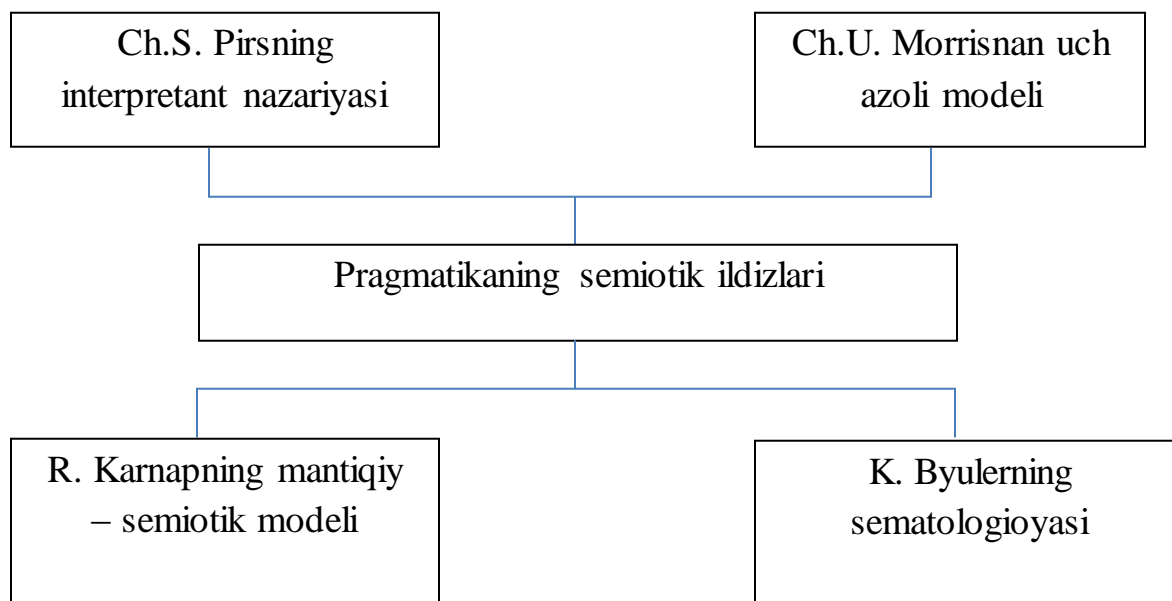 Ch.S. Pirsning
interpretant nazariyasi
Ch.U. Morrisnan uch
azoli modeli
Pragmatikaning semiotik ildizlari
R. Karnapning mantiqiy
– semiotik modeli
K. Byulerning
sematologioyasi